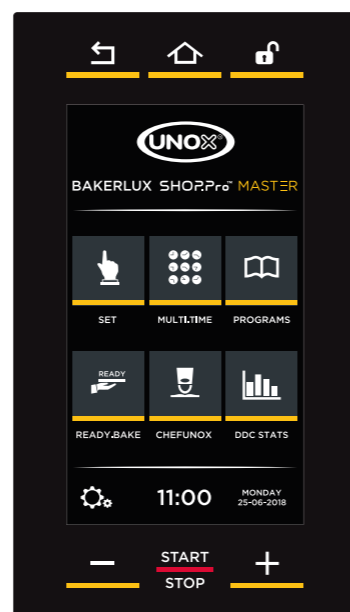 UNOX®
BAKERLUX SHOP.Pro™ MASTER
SET MULTI.TIME PROGRAMS
READY
READY.BAKE CHEFUNOX DDC STATS
11:00 MONDAY
25-06-2018
START
STOP